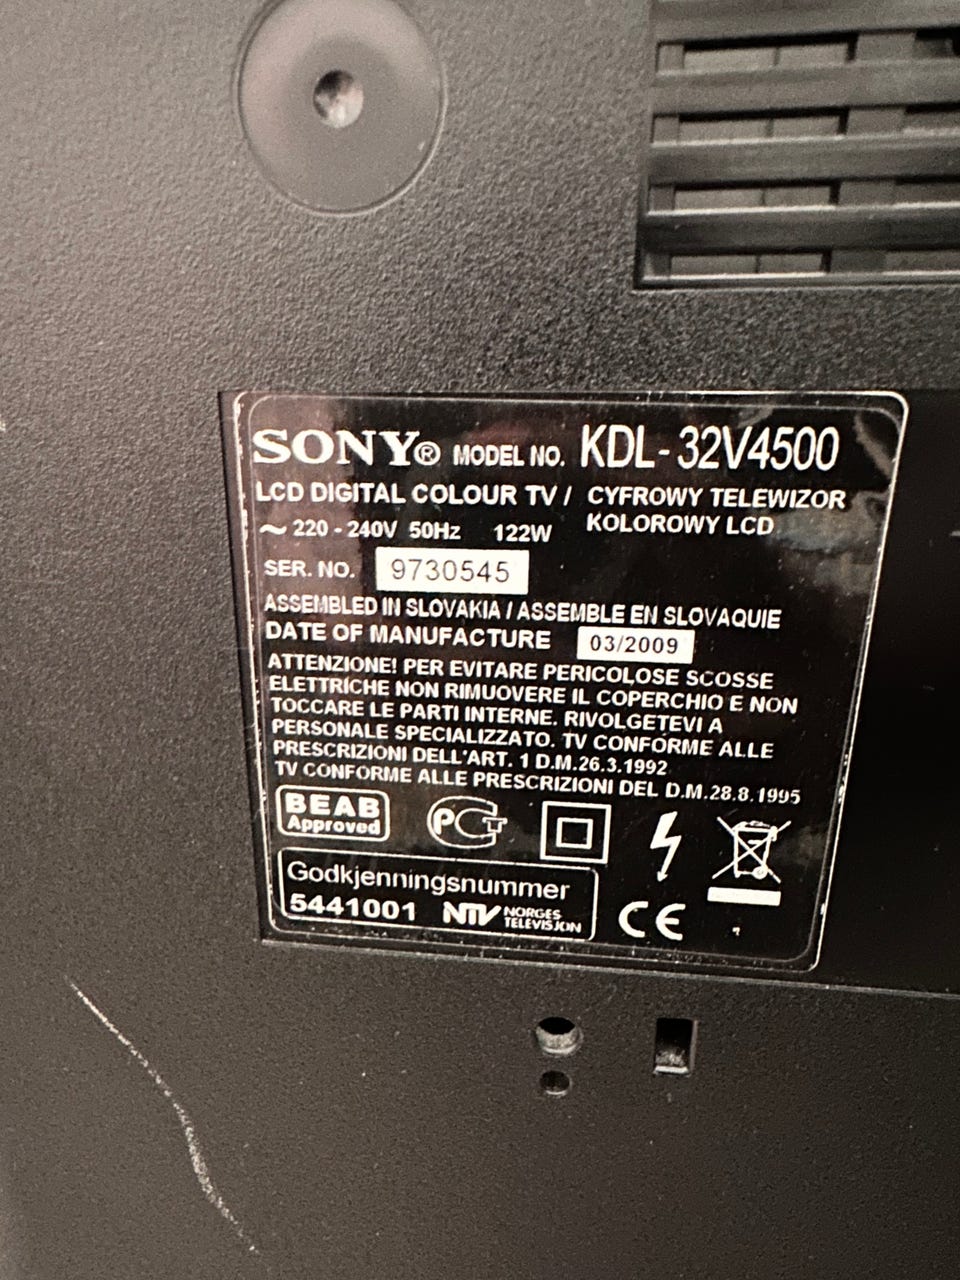 SONY® MODEL NO. KDL-32V4500
LCD DIGITAL COLOUR TV / CYFROWY TELEWIZOR
KOLOROWY LCD
~ 220 - 240V 50Hz 122W
SER. NO. 9730545
ASSEMBLED IN SLOVAKIA / ASSEMBLE EN SLOVAQUIE
DATE OF MANUFACTURE 03/2009
ATTENZIONE! PER EVITARE PERICOLOSE SCOSSE
ELETTRICHE NON RIMUOVERE IL COPERCHIO E NON
TOCCARE LE PARTI INTERNE. RIVOLGETEVI A
PERSONALE SPECIALIZZATO. TV CONFORME ALLE
PRESCRIZIONI DELL'ART. 1 D.M.26.3.1992
TV CONFORME ALLE PRESCRIZIONI DEL D.M.28.8.1995
BEAB
Approved
PCT
Godkjenningsnummer
5441001 NTV NORGES
TELEVISJON
CE